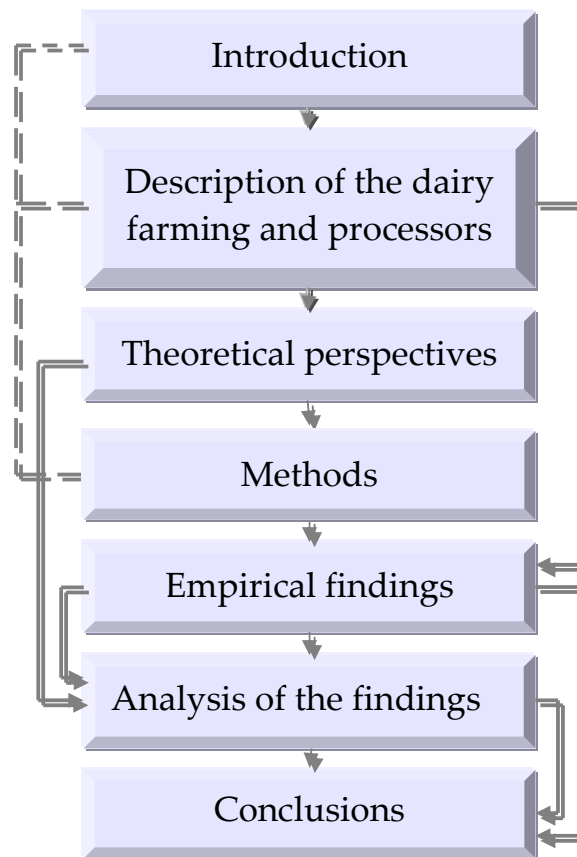 Introduction
Description of the dairy
farming and processors
Theoretical perspectives
Methods
Empirical findings
Analysis of the findings
Conclusions